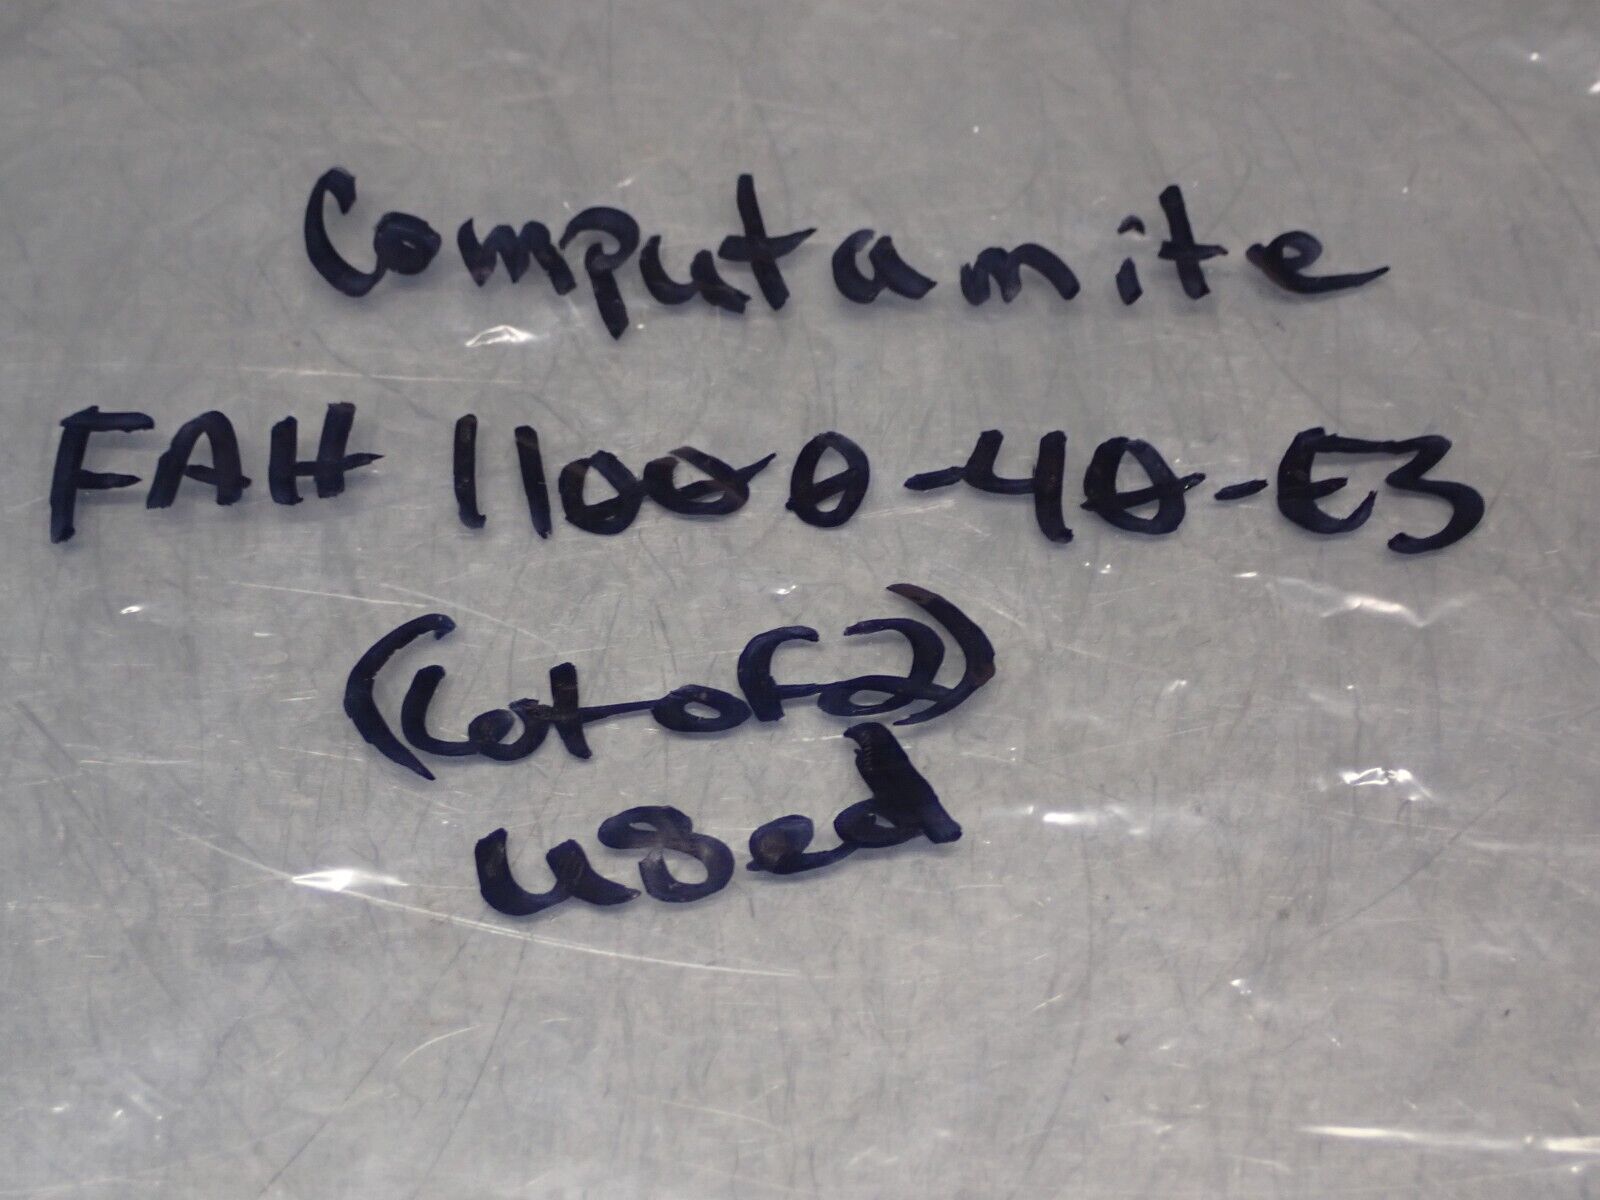 Computamite
FAH 11000-40-E3
(Lot of 2)
used